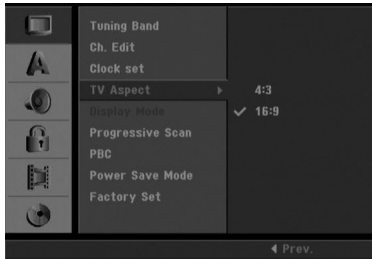 Tuning Band
Ch. Edit
Clock set
TV Aspect
4:3
Display Mode
✓ 16:9
Progressive Scan
PBC
Power Save Mode
Factory Set
Prev.